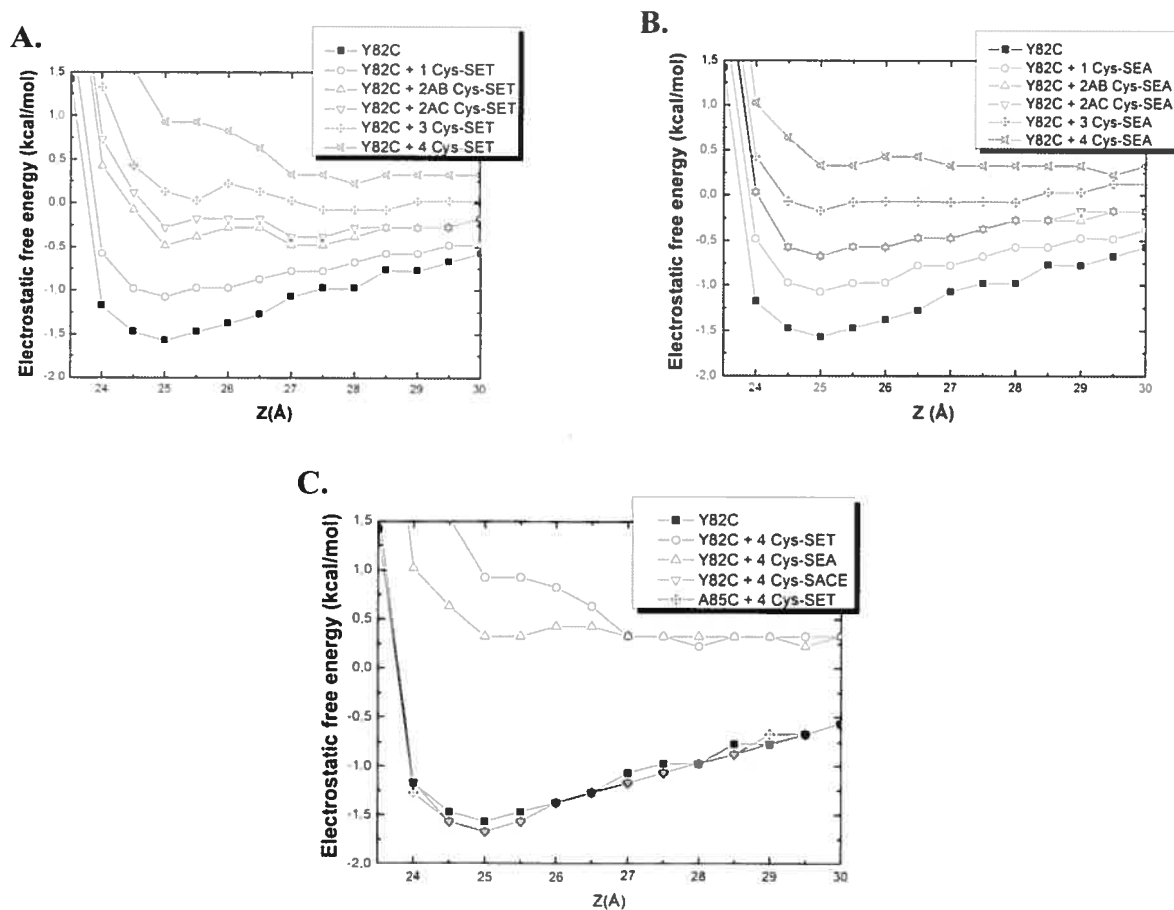 A.
Y82C
Y82C + 1 Cys-SET
Y82C + 2AB Cys-SET
Y82C + 2AC Cys-SET
Y82C + 3 Cys-SET
Y82C + 4 Cys-SET
Electrostatic free energy (kcal/mol)
1.5
1.0
0.5
0.0
-0.5
-1.0
-1.5
-2.0
24 25 26 27 28 29 30
Z(Å)
B.
Y82C
Y82C + 1 Cys-SEA
Y82C + 2AB Cys-SEA
Y82C + 2AC Cys-SEA
Y82C + 3 Cys-SEA
Y82C + 4 Cys-SEA
Electrostatic free energy (kcal/mol)
1.5
1.0
0.5
0.0
-0.5
-1.0
-1.5
-2.0
24 25 26 27 28 29 30
Z (Å)
C.
Y82C
Y82C + 4 Cys-SET
Y82C + 4 Cys-SEA
Y82C + 4 Cys-SACE
A85C + 4 Cys-SET
Electrostatic free energy (kcal/mol)
1.5
1.0
0.5
0.0
-0.5
-1.0
-1.5
-2.0
24 25 26 27 28 29 30
Z(Å)